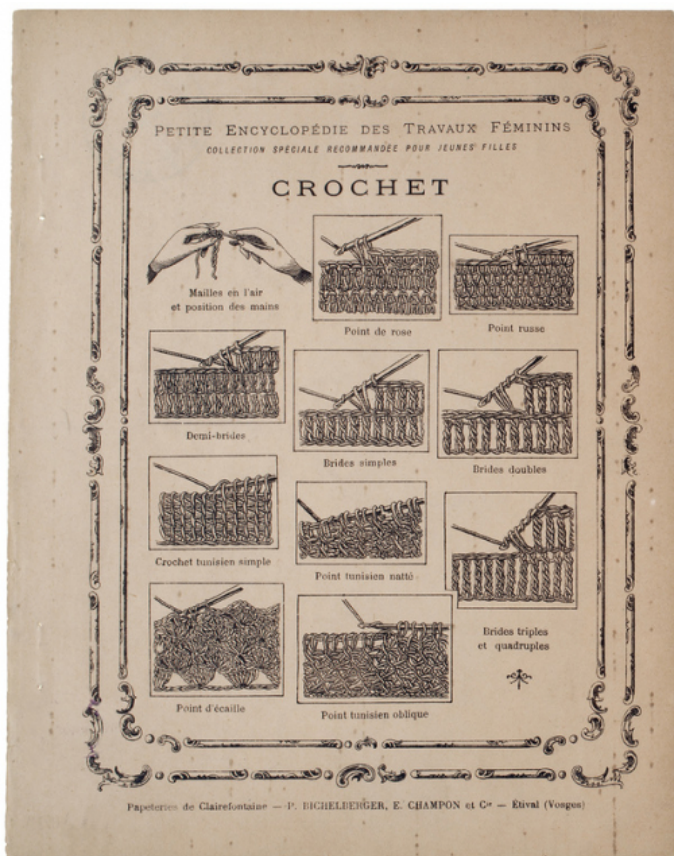 PETITE ENCYCLOPÉDIE DES TRAVAUX FÉMININS
COLLECTION SPÉCIALE RECOMMANDÉE POUR JEUNES FILLES
CROCHET
Mailles en l'air
et position des mains
Point de rose
Point russe
Demi-brides
Brides simples
Brides doubles
Crochet tunisien simple
Point tunisien natté
Brides triples
et quadruples
Point d'écaille
Point tunisien oblique
Papeteries de Clairefontaine — P. BICHELBERGER, E. CHAMPON et Cie — Étival (Vosges)